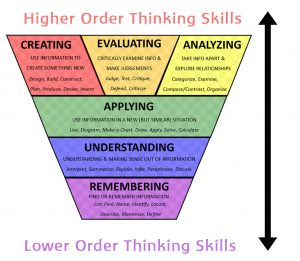 Higher Order Thinking Skills
CREATING
USE INFORMATION TO
CREATE SOMETHING NEW
Design, Build, Construct,
Plan, Produce, Devise, Invent
EVALUATING
CRITICALLY EXAMINE INFO &
MAKE JUDGEMENTS
Judge, Test, Critique,
Defend, Criticize
ANALYZING
TAKE INFO APART &
EXPLORE RELATIONSHIPS
Categorize, Examine,
Compare/Contrast, Organize
APPLYING
USE INFORMATION IN A NEW (BUT SIMILAR) SITUATION
Use, Diagram, Make a Chart, Draw, Apply, Solve, Calculate
UNDERSTANDING
UNDERSTANDING & MAKING SENSE OUT OF INFORMATION
Interpret, Summarize, Explain, Infer, Paraphrase, Discuss
REMEMBERING
FIND OR REMEMBER INFORMATION
List, Find, Name, Identify, Locate,
Describe, Memorize, Define
Lower Order Thinking Skills